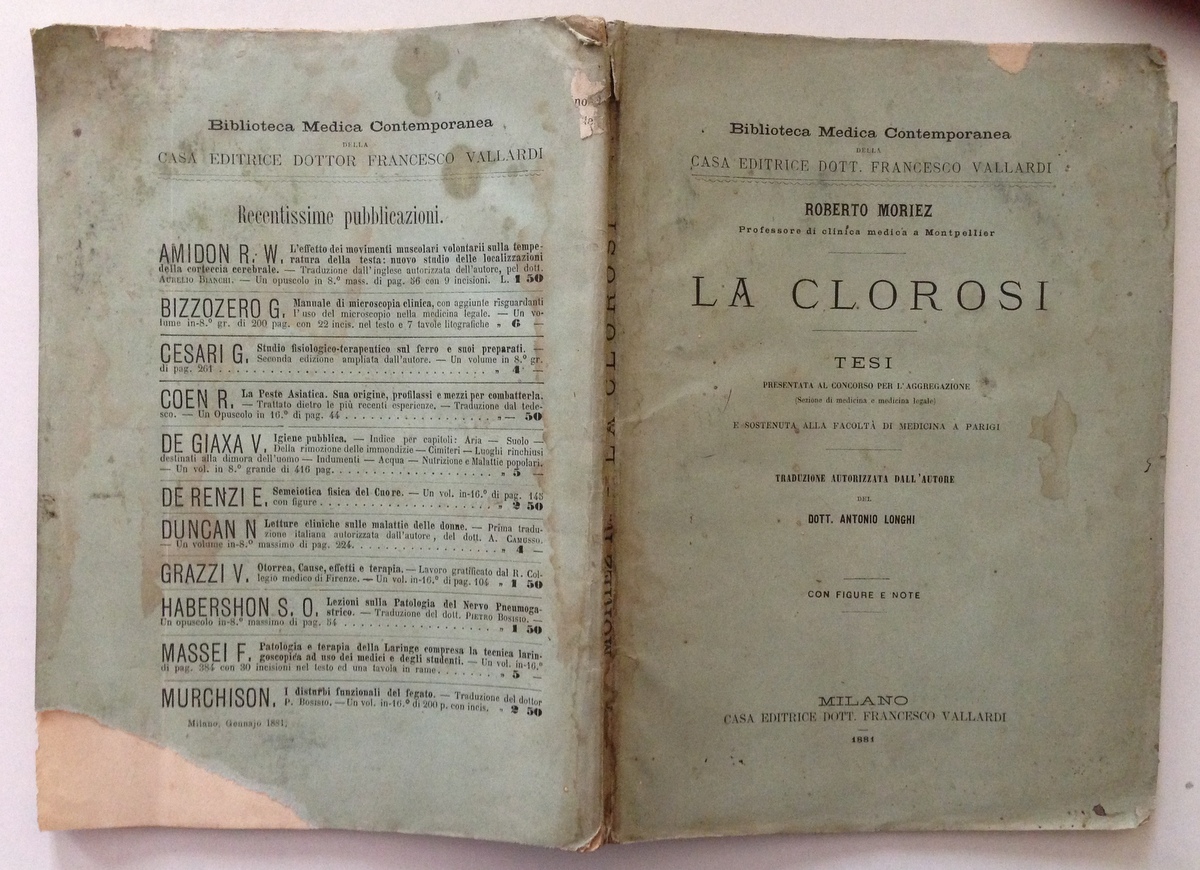 Biblioteca Medica Contemporanea
DELLA
CASA EDITRICE DOTTOR FRANCESCO VALLARDI
Recentissime pubblicazioni.
AMIDON R. W. L'effetto dei movimenti muscolari volontarii sulla tempe-
ratura della testa: nuovo studio delle localizzazioni
della corteccia cerebrale. — Traduzione dall'inglese autorizzata dell'autore, pel dott.
AURELIO BIANCHI. — Un opuscolo in 8.º mass. di pag. 56 con 9 incisioni. L. 1 50
BIZZOZERO G. Manuale di microscopia clinica, con aggiunte risguardanti
l'uso del microscopio nella medicina legale. — Un vo-
lume in-8.º gr. di 200 pag. con 22 incis. nel testo e 7 tavole litografiche » 6 —
CESARI G. Studio fisiologico-terapeutico sul ferro e suoi preparati. —
Seconda edizione ampliata dall'autore. — Un volume in 8.º gr.
di pag. 261 . . . . . . . . . . . . . . . . . . . . . . » 4 —
COEN R. La Peste Asiatica. Sua origine, profilassi e mezzi per combatterla.
— Trattato dietro le più recenti esperienze. — Traduzione dal tede-
sco. — Un Opuscolo in 16.º di pag. 44 . . . . . . . . . . . » — 50
DE GIAXA V. Igiene pubblica. — Indice per capitoli: Aria — Suolo —
Della rimozione delle immondizie — Cimiteri — Luoghi rinchiusi
destinati alla dimora dell'uomo — Indumenti — Acqua — Nutrizione e Malattie popolari.
— Un vol. in 8.º grande di 416 pag. . . . . . . . . . . . . . » 5 —
DE RENZI E. Semeiotica fisica del Cuore. — Un vol. in-16.º di pag. 148
con figure . . . . . . . . . . . . . . . . . . » 2 50
DUNCAN N Letture cliniche sulle malattie delle donne. — Prima tradu-
zione italiana autorizzata dall'autore, del dott. A. CAMUSSO.
— Un volume in-8.º massimo di pag. 224. . . . . . . . . . . . » 4 —
GRAZZI V. Otorrea, Cause, effetti e terapia. — Lavoro gratificato dal R. Col-
legio medico di Firenze. — Un vol. in-16.º di pag. 104 » 1 50
HABERSHON S. O. Lezioni sulla Patologia del Nervo Pneumoga-
strico. — Traduzione del dott. PIETRO BOSISIO. —
Un opuscolo in-8.º massimo di pag. 54 . . . . . . . . . . . » 1 50
MASSEI F. Patologia e terapia della Laringe compresa la tecnica larin-
goscopica ad uso dei medici e degli studenti. — Un vol. in-16.º
di pag. 384 con 30 incisioni nel testo ed una tavola in rame. . . . . . . » 5 —
MURCHISON. I disturbi funzionali del fegato. — Traduzione del dottor
P. BOSISIO. — Un vol. in-16.º di 200 p. con incis. » 2 50
Milano, Gennajo 1881.
MORIEZ R. - LA CLOROSI
Biblioteca Medica Contemporanea
DELLA
CASA EDITRICE DOTT. FRANCESCO VALLARDI
ROBERTO MORIEZ
Professore di clinica medica a Montpellier
LA CLOROSI
TESI
PRESENTATA AL CONCORSO PER L'AGGREGAZIONE
(Sezione di medicina e medicina legale)
E SOSTENUTA ALLA FACOLTÀ DI MEDICINA A PARIGI
TRADUZIONE AUTORIZZATA DALL'AUTORE
DEL
DOTT. ANTONIO LONGHI
CON FIGURE E NOTE
MILANO
CASA EDITRICE DOTT. FRANCESCO VALLARDI
1881